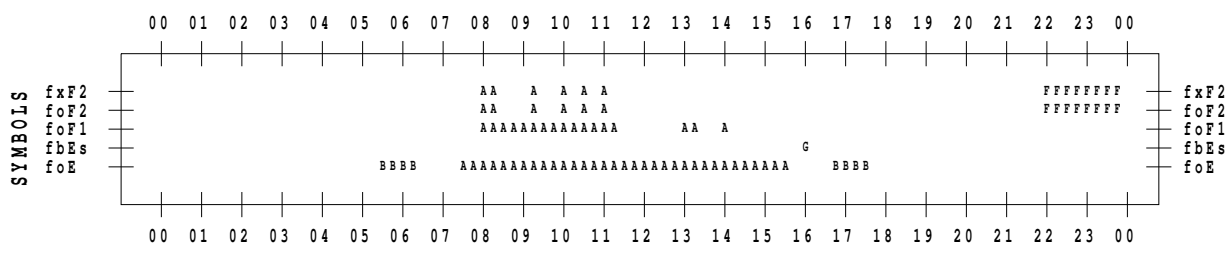 00 01 02 03 04 05 06 07 08 09 10 11 12 13 14 15 16 17 18 19 20 21 22 23 00
SYMBOLS
fxF2 AA A A A A FFFFFFFF fxF2
foF2 AA A A A A FFFFFFFF foF2
foF1 AAAAAAAAAAAAAA AA A foF1
fbEs G fbEs
foE BBBB AAAAAAAAAAAAAAAAAAAAAAAAAAAAAAAAA BBBB foE
00 01 02 03 04 05 06 07 08 09 10 11 12 13 14 15 16 17 18 19 20 21 22 23 00